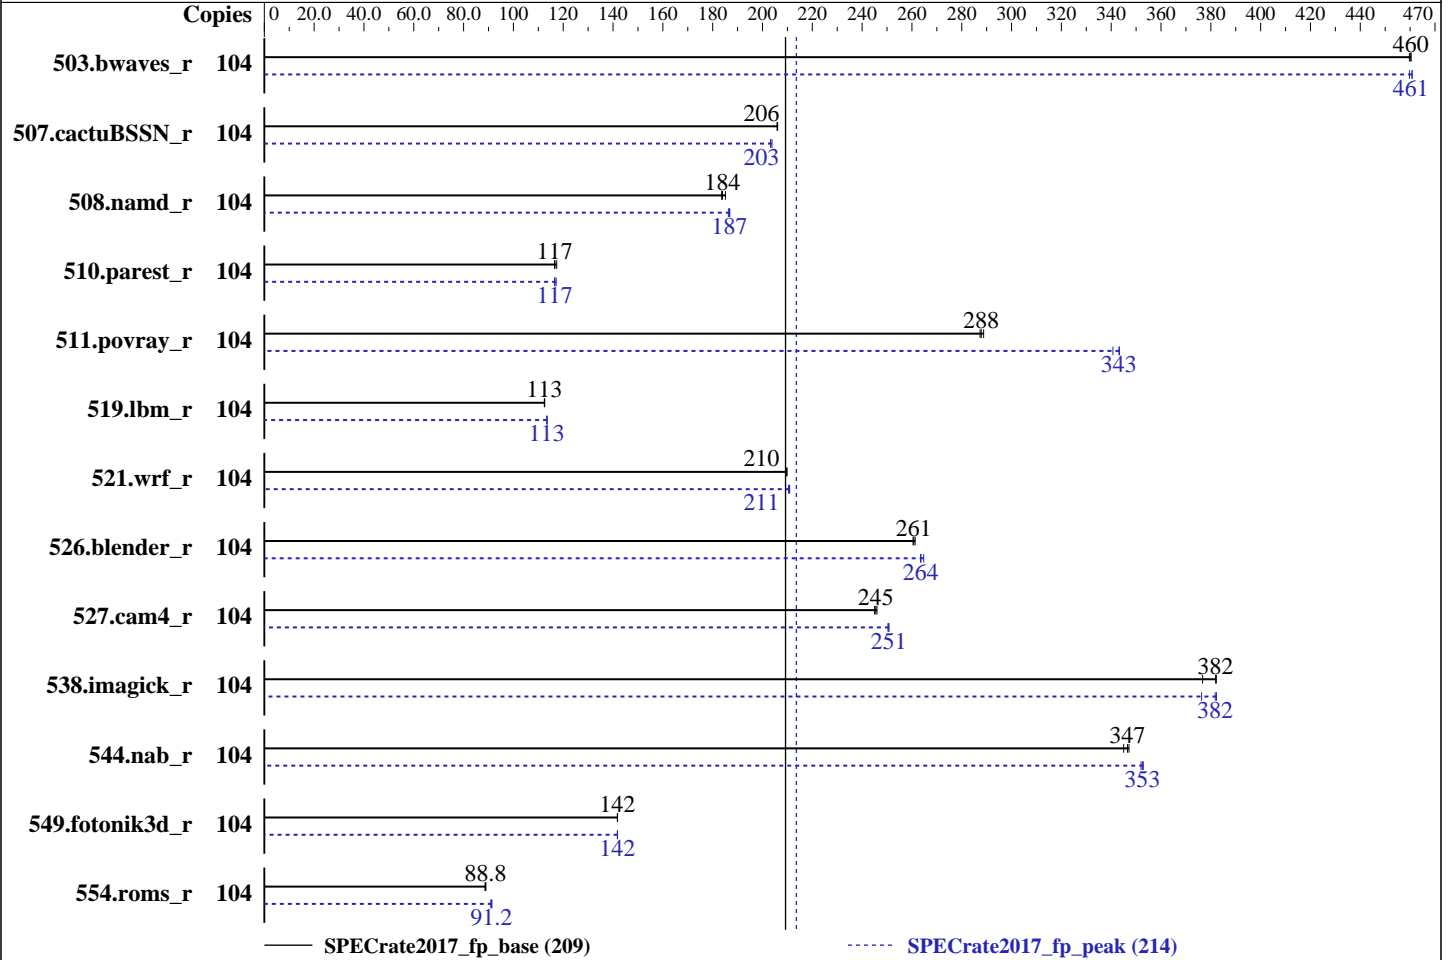 Copies 0 20.0 40.0 60.0 80.0 100 120 140 160 180 200 220 240 260 280 300 320 340 360 380 400 420 440 470
460
503.bwaves_r 104
461
206
507.cactuBSSN_r 104
203
184
508.namd_r 104
187
117
510.parest_r 104
117
288
511.povray_r 104
343
113
519.lbm_r 104
113
210
521.wrf_r 104
211
261
526.blender_r 104
264
245
527.cam4_r 104
251
382
538.imagick_r 104
382
347
544.nab_r 104
353
142
549.fotonik3d_r 104
142
88.8
554.roms_r 104
91.2
SPECrate2017_fp_base (209) SPECrate2017_fp_peak (214)